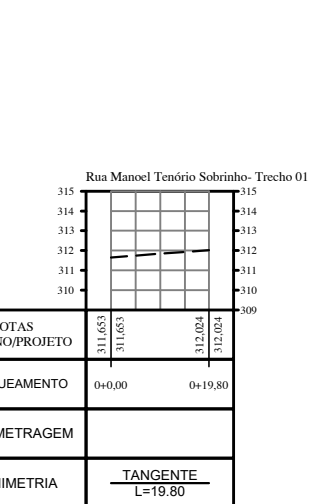 Rua Manoel Tenório Sobrinho- Trecho 01
315 315
314 314
313 313
312 312
311 311
310 310
309
OTAS
NO/PROJETO
311,653 311,653 312,024 312,024
UEAMENTO 0+0,00 0+19,80
METRAGEM
IMETRIA
TANGENTE
L=19.80